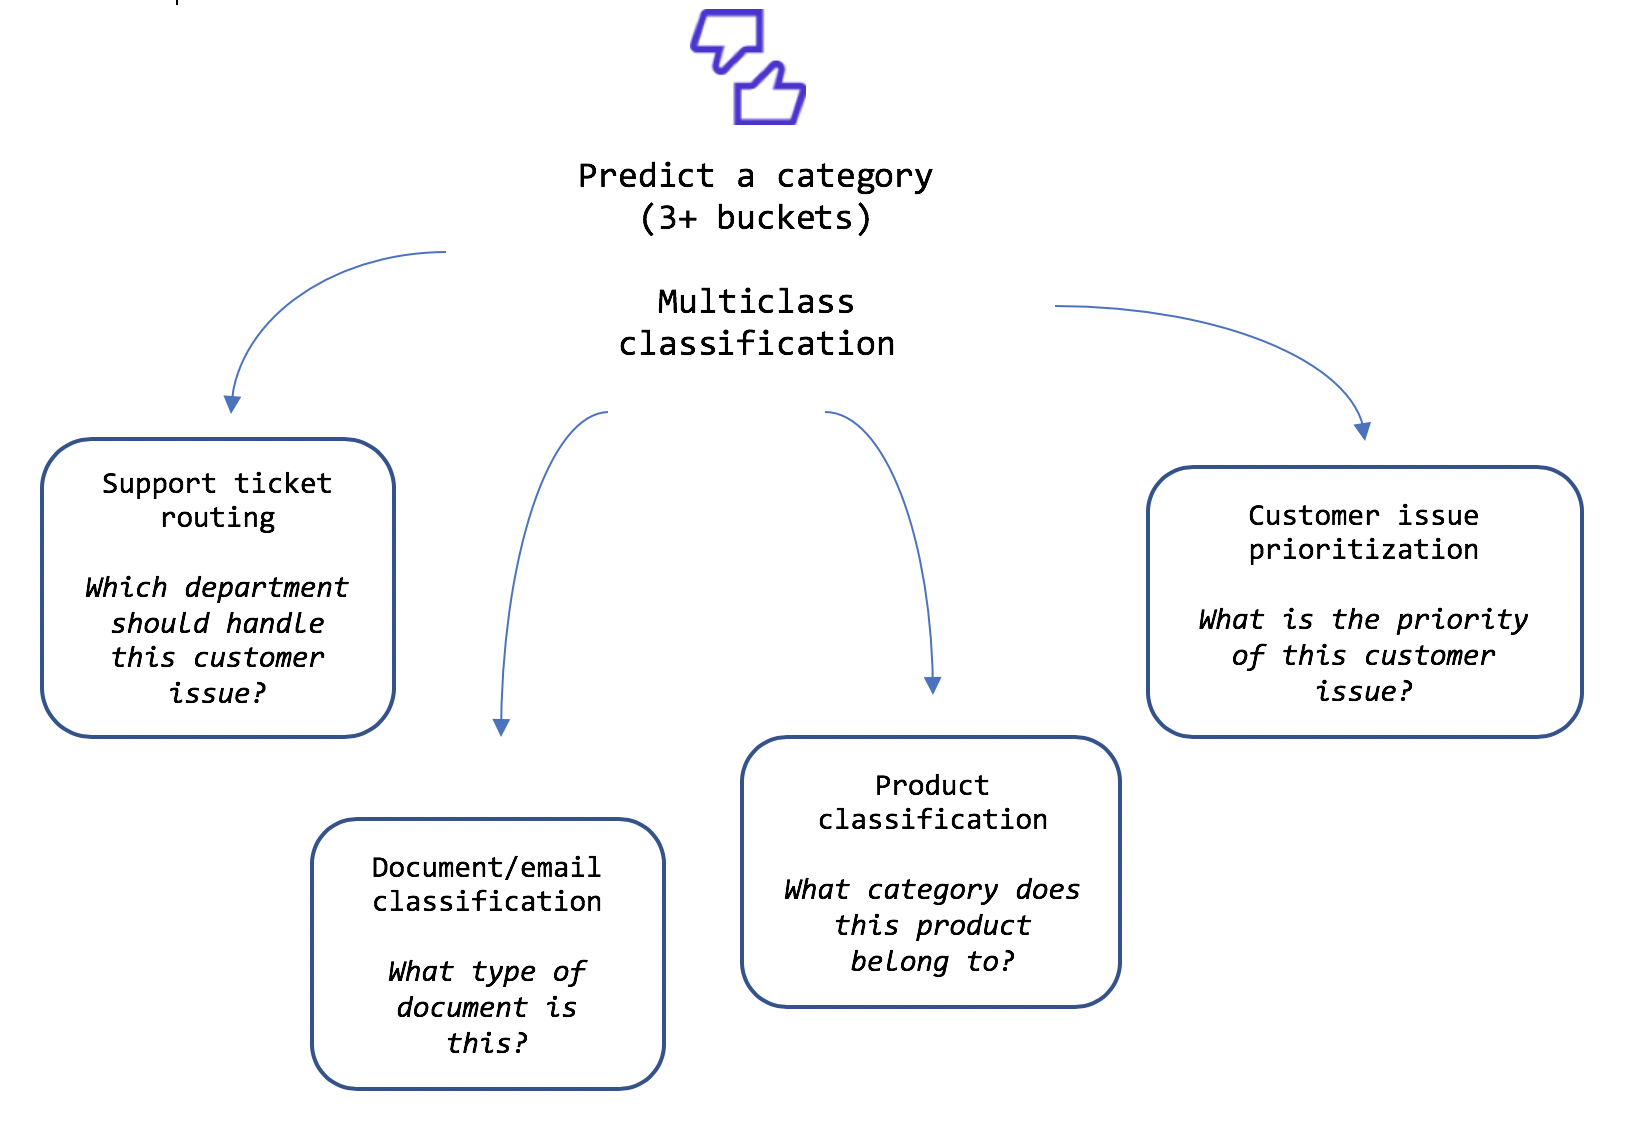 Predict a category
(3+ buckets)
Multiclass
classification
Support ticket
routing
Which department
should handle
this customer
issue?
Document/email
classification
What type of
document is
this?
Product
classification
What category does
this product
belong to?
Customer issue
prioritization
What is the priority
of this customer
issue?